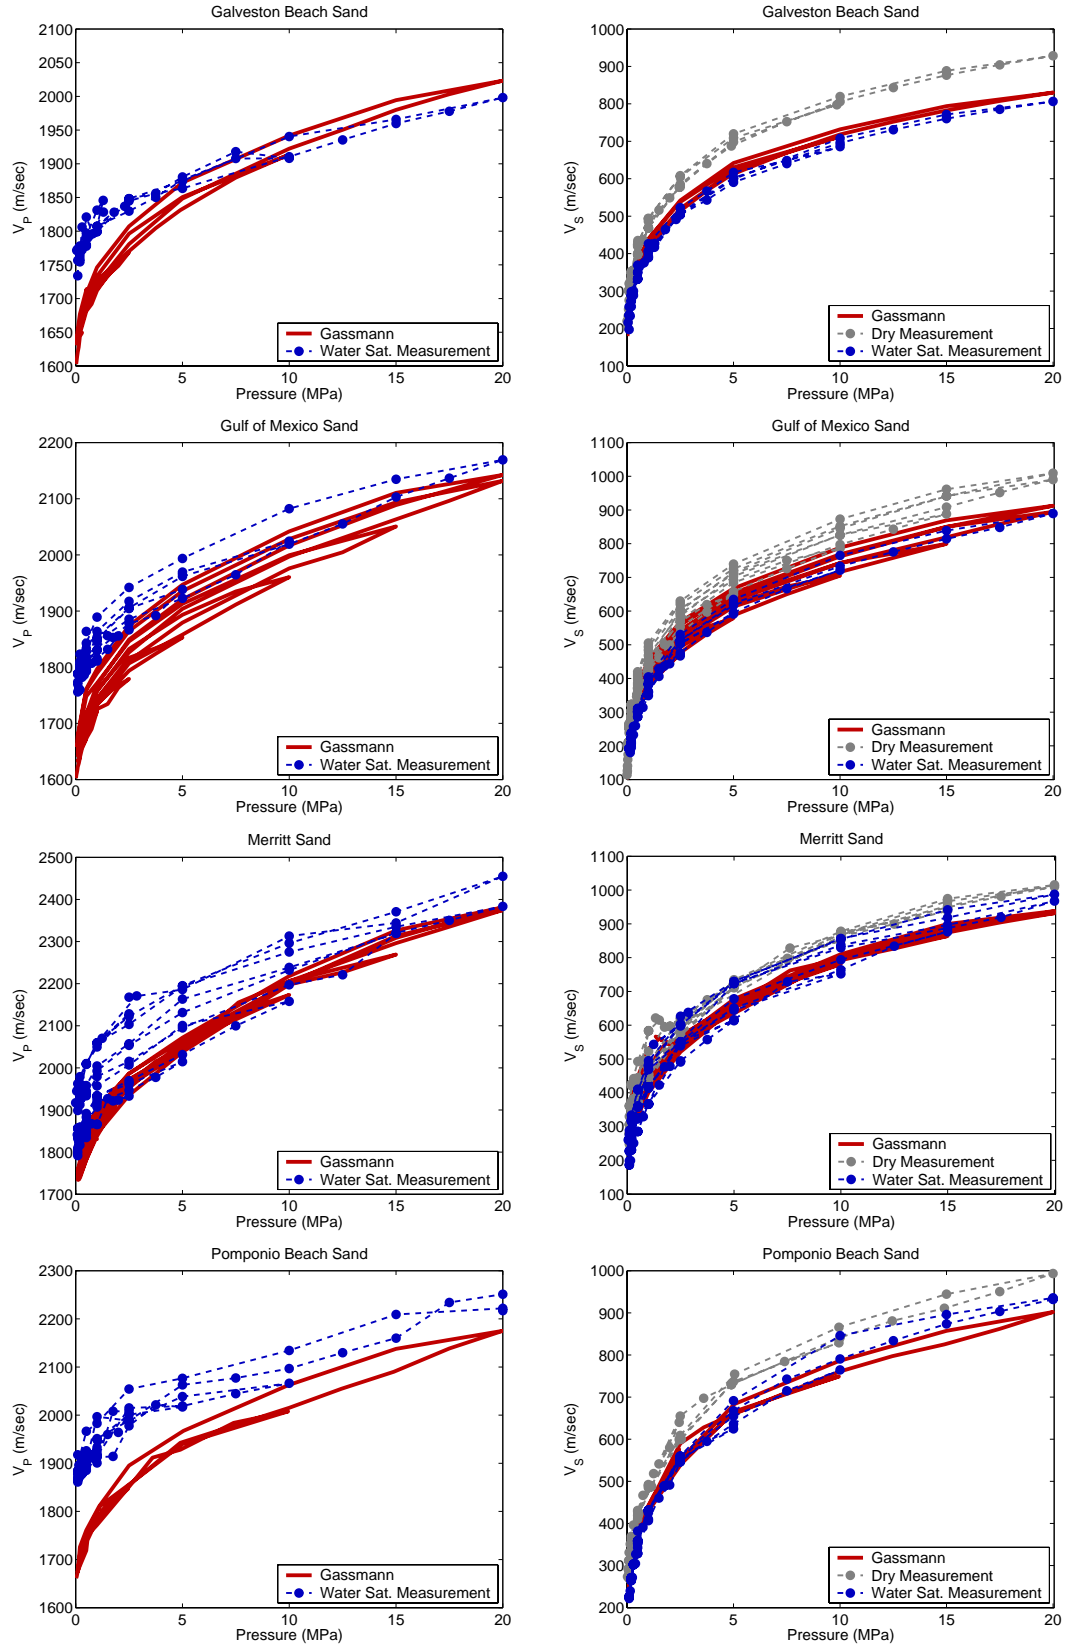 Galveston Beach Sand
2100
2050
2000
1950
1900
1850
1800
1750
1700
1650
1600
V_P (m/sec)
0 5 10 15 20
Pressure (MPa)
Gassmann
Water Sat. Measurement
Galveston Beach Sand
1000
900
800
700
600
500
400
300
200
100
V_S (m/sec)
0 5 10 15 20
Pressure (MPa)
Gassmann
Dry Measurement
Water Sat. Measurement
Gulf of Mexico Sand
2200
2100
2000
1900
1800
1700
1600
V_P (m/sec)
0 5 10 15 20
Pressure (MPa)
Gassmann
Water Sat. Measurement
Gulf of Mexico Sand
1100
1000
900
800
700
600
500
400
300
200
100
V_S (m/sec)
0 5 10 15 20
Pressure (MPa)
Gassmann
Dry Measurement
Water Sat. Measurement
Merritt Sand
2500
2400
2300
2200
2100
2000
1900
1800
1700
V_P (m/sec)
0 5 10 15 20
Pressure (MPa)
Gassmann
Water Sat. Measurement
Merritt Sand
1100
1000
900
800
700
600
500
400
300
200
100
V_S (m/sec)
0 5 10 15 20
Pressure (MPa)
Gassmann
Dry Measurement
Water Sat. Measurement
Pomponio Beach Sand
2300
2200
2100
2000
1900
1800
1700
1600
V_P (m/sec)
0 5 10 15 20
Pressure (MPa)
Gassmann
Water Sat. Measurement
Pomponio Beach Sand
1000
900
800
700
600
500
400
300
200
V_S (m/sec)
0 5 10 15 20
Pressure (MPa)
Gassmann
Dry Measurement
Water Sat. Measurement